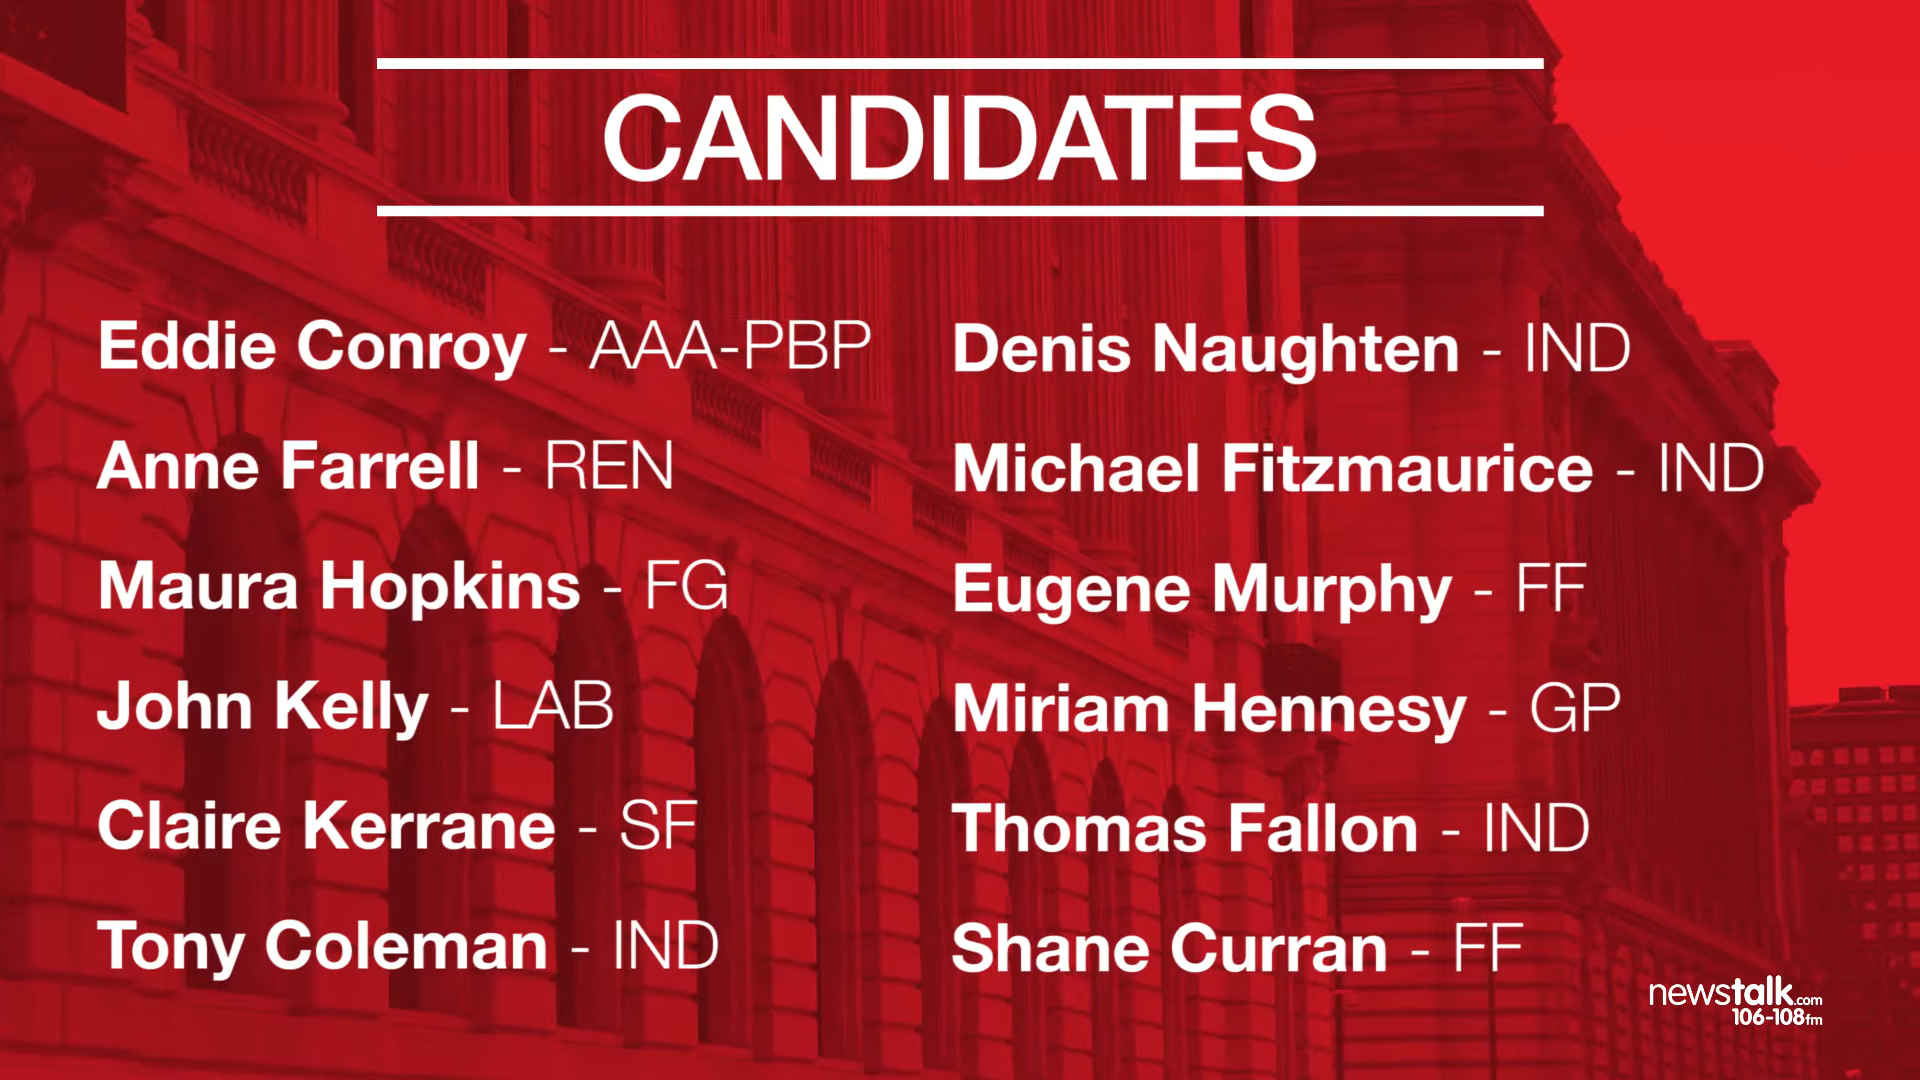 CANDIDATES
Eddie Conroy - AAA-PBP
Anne Farrell - REN
Maura Hopkins - FG
John Kelly - LAB
Claire Kerrane - SF
Tony Coleman - IND
Denis Naughten - IND
Michael Fitzmaurice - IND
Eugene Murphy - FF
Miriam Hennesy - GP
Thomas Fallon - IND
Shane Curran - FF
newstalk.com
106-108fm